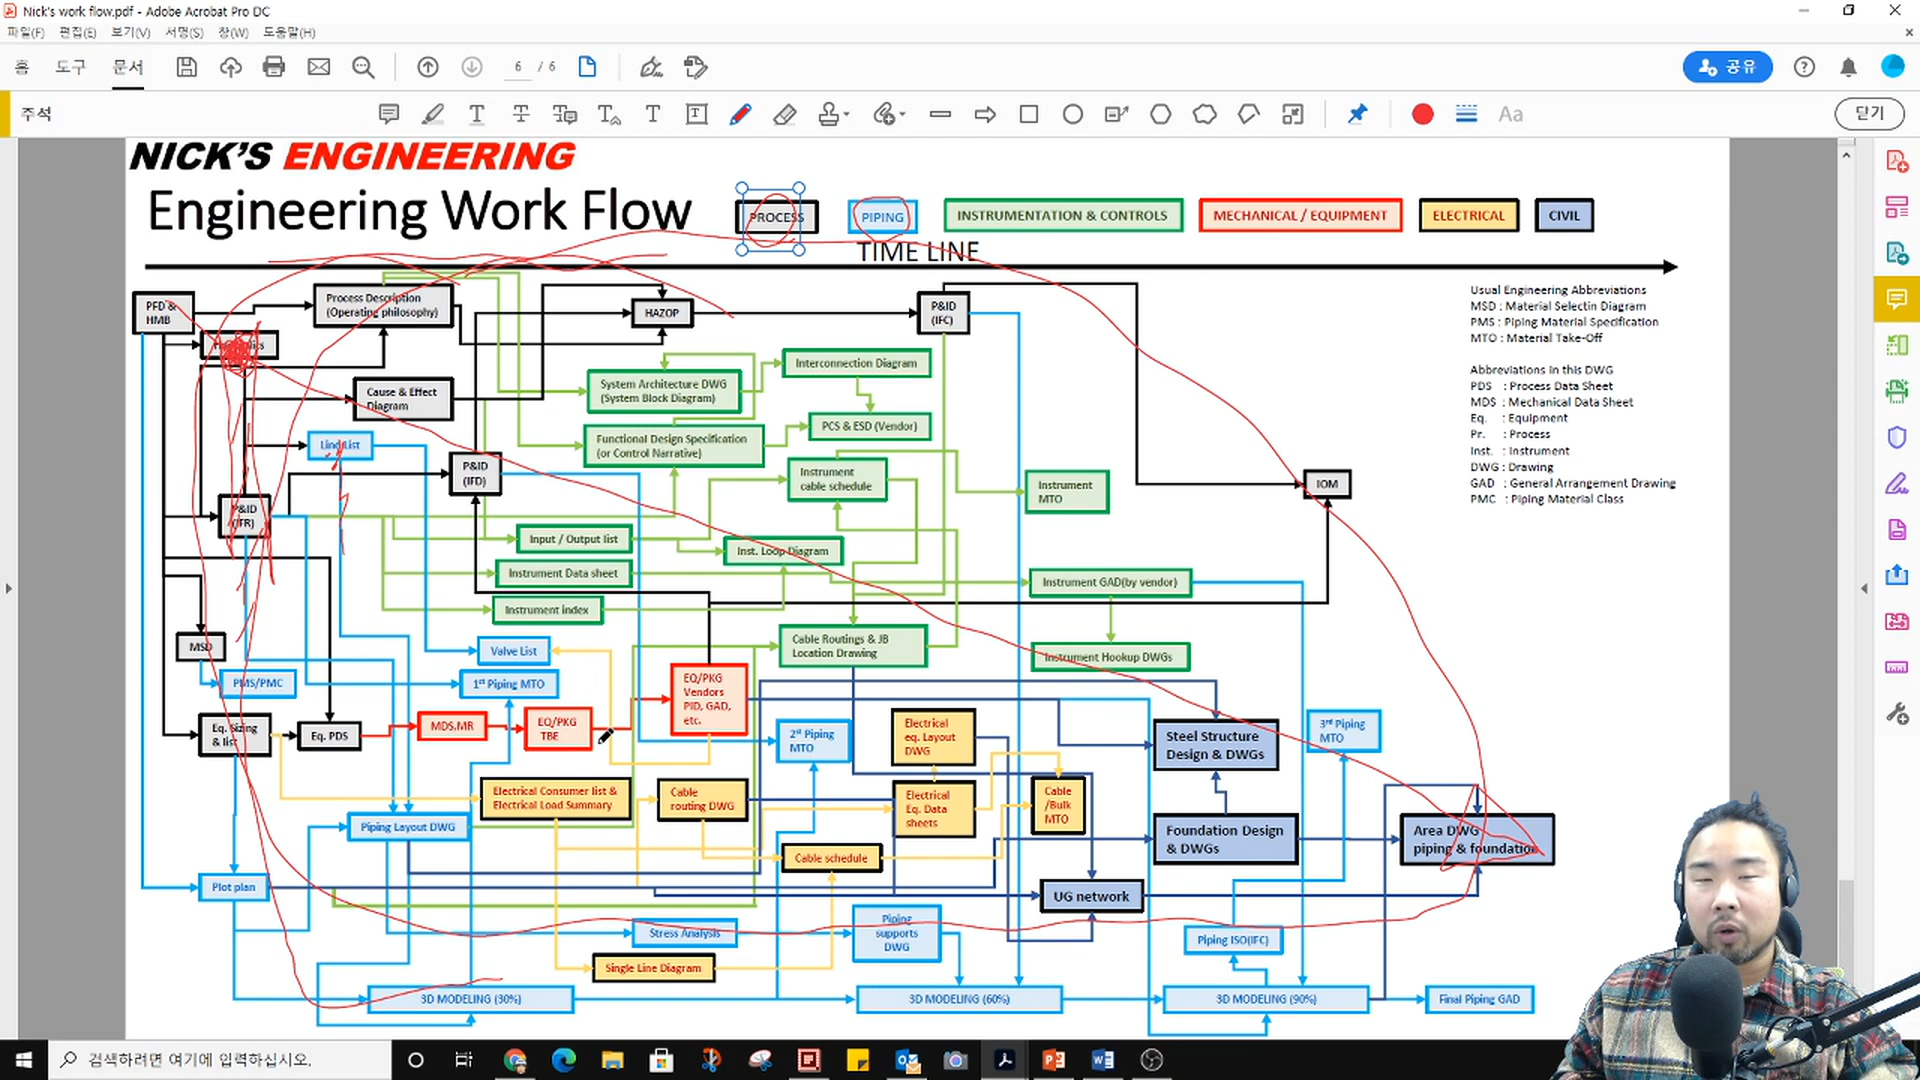 Nick's work flow.pdf - Adobe Acrobat Pro DC
파일(F) 편집(E) 보기(V) 서명(S) 창(W) 도움말(H)
홈 도구 문서
6 / 6
공유
주석
Aa
닫기
NICK'S ENGINEERING
Engineering Work Flow
PROCESS
PIPING
INSTRUMENTATION & CONTROLS
MECHANICAL / EQUIPMENT
ELECTRICAL
CIVIL
TIME LINE
PFD &
HMB
Process Description
(Operating philosophy)
HAZOP
P&ID
(IFC)
Usual Engineering Abbreviations
MSD : Material Selectin Diagram
PMS : Piping Material Specification
MTO : Material Take-Off
Abbreviations in this DWG
PDS : Process Data Sheet
MDS : Mechanical Data Sheet
Eq. : Equipment
Pr. : Process
Inst. : Instrument
DWG : Drawing
GAD : General Arrangement Drawing
PMC : Piping Material Class
Cause & Effect
Diagram
System Architecture DWG
(System Block Diagram)
Interconnection Diagram
PCS & ESD (Vendor)
Functional Design Specification
(or Control Narrative)
Line List
P&ID
(IFD)
Instrument
cable schedule
Instrument
MTO
IOM
P&ID
(IFR)
Input / Output list
Inst. Loop Diagram
Instrument Data sheet
Instrument GAD(by vendor)
Instrument index
MSD
Valve List
Cable Routings & JB
Location Drawing
Instrument Hookup DWGs
PMS/PMC
1st Piping MTO
EQ/PKG
Vendors
PID, GAD,
etc.
Eq. Sizing
& list
Eq. PDS
MDS.MR
EQ/PKG
TBE
2nd Piping
MTO
Electrical
eq. Layout
DWG
Steel Structure
Design & DWGs
3rd Piping
MTO
Electrical Consumer list &
Electrical Load Summary
Cable
routing DWG
Electrical
Eq. Data
sheets
Cable
/Bulk
MTO
Piping Layout DWG
Foundation Design
& DWGs
Area DWG
piping & foundation
Cable schedule
Plot plan
UG network
Stress Analysis
Piping
supports
DWG
Piping ISO(IFC)
Single Line Diagram
3D MODELING (30%)
3D MODELING (60%)
3D MODELING (90%)
Final Piping GAD
검색하려면 여기에 입력하십시오.